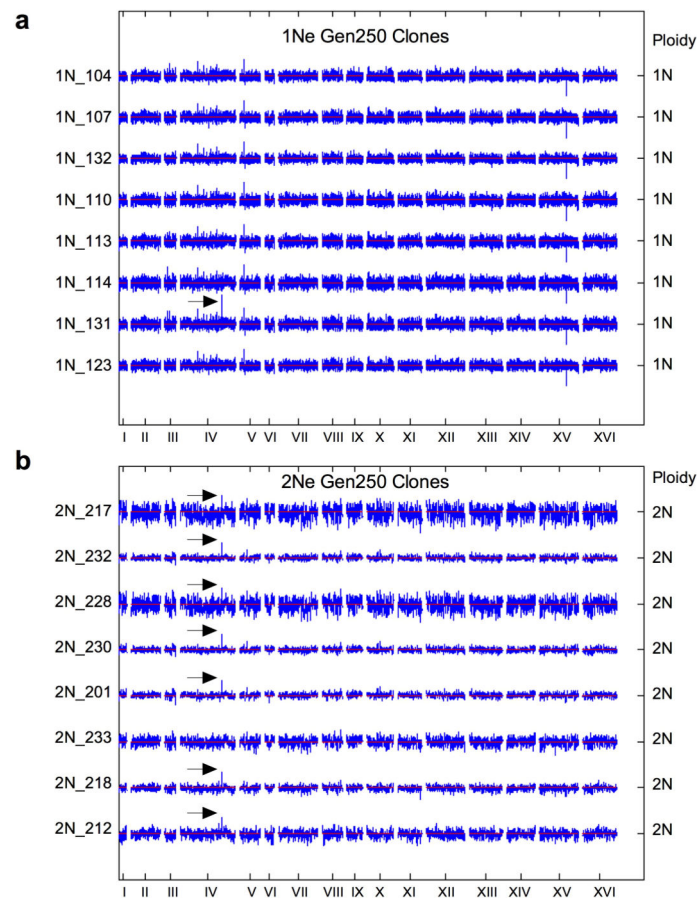 a
1Ne Gen250 Clones
Ploidy
1N_104 1N
1N_107 1N
1N_132 1N
1N_110 1N
1N_113 1N
1N_114 1N
1N_131 1N
1N_123 1N
I II III IV V VI VII VIII IX X XI XII XIII XIV XV XVI
b
2Ne Gen250 Clones
Ploidy
2N_217 2N
2N_232 2N
2N_228 2N
2N_230 2N
2N_201 2N
2N_233 2N
2N_218 2N
2N_212 2N
I II III IV V VI VII VIII IX X XI XII XIII XIV XV XVI